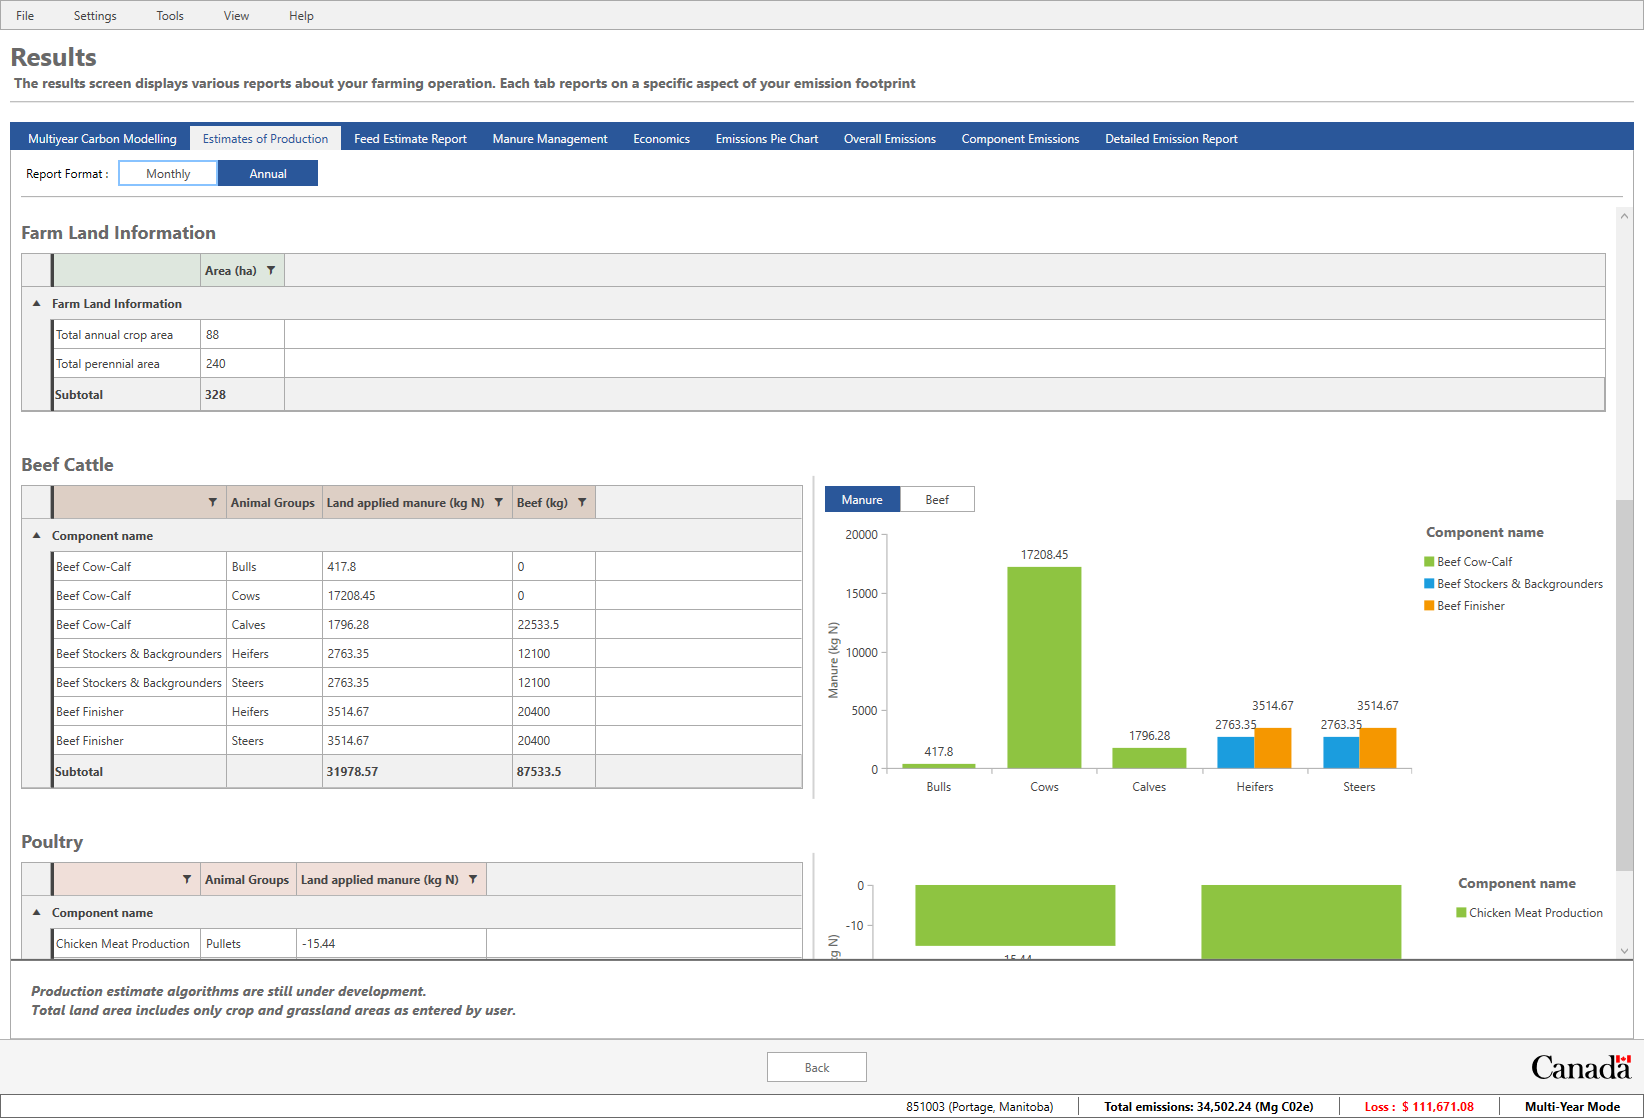 File Settings Tools View Help
Results
The results screen displays various reports about your farming operation. Each tab reports on a specific aspect of your emission footprint
Multiyear Carbon Modelling Estimates of Production Feed Estimate Report Manure Management Economics Emissions Pie Chart Overall Emissions Component Emissions Detailed Emission Report
Report Format : Monthly Annual
Farm Land Information
Area (ha)
Farm Land Information
Total annual crop area 88
Total perennial area 240
Subtotal 328
Beef Cattle
Animal Groups Land applied manure (kg N) Beef (kg)
Component name
Beef Cow-Calf Bulls 417.8 0
Beef Cow-Calf Cows 17208.45 0
Beef Cow-Calf Calves 1796.28 22533.5
Beef Stockers & Backgrounders Heifers 2763.35 12100
Beef Stockers & Backgrounders Steers 2763.35 12100
Beef Finisher Heifers 3514.67 20400
Beef Finisher Steers 3514.67 20400
Subtotal 31978.57 87533.5
Manure Beef
Manure (kg N)
20000
15000
10000
5000
0
417.8
17208.45
1796.28
2763.35
3514.67
2763.35
3514.67
Bulls Cows Calves Heifers Steers
Component name
Beef Cow-Calf
Beef Stockers & Backgrounders
Beef Finisher
Poultry
Animal Groups Land applied manure (kg N)
Component name
Chicken Meat Production Pullets -15.44
0
-10
kg N)
15.44
Component name
Chicken Meat Production
Production estimate algorithms are still under development.
Total land area includes only crop and grassland areas as entered by user.
Back
Canada
851003 (Portage, Manitoba) Total emissions: 34,502.24 (Mg C02e) Loss : $ 111,671.08 Multi-Year Mode